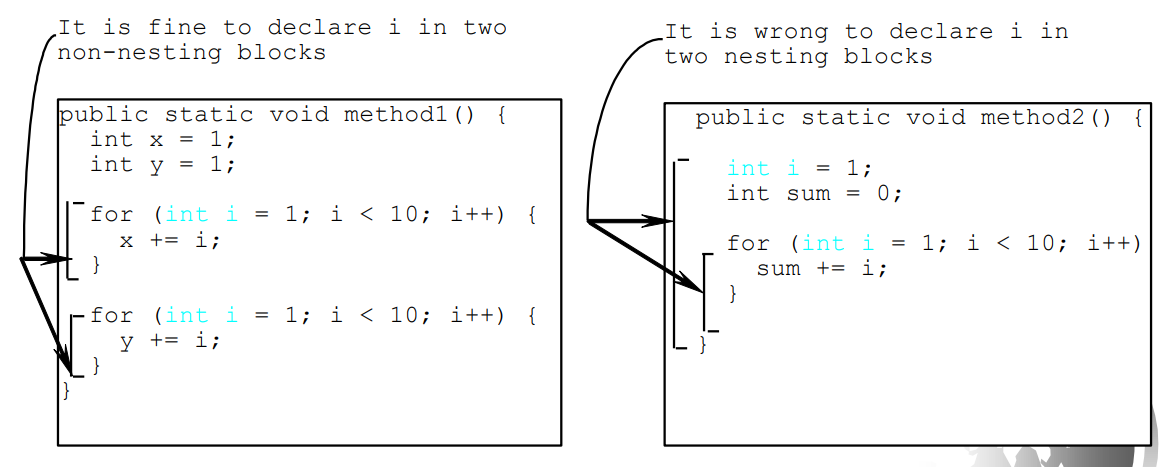 It is fine to declare i in two
non-nesting blocks
public static void method1() {
int x = 1;
int y = 1;
for (int i = 1; i < 10; i++) {
x += i;
}
for (int i = 1; i < 10; i++) {
y += i;
}
}
It is wrong to declare i in
two nesting blocks
public static void method2() {
int i = 1;
int sum = 0;
for (int i = 1; i < 10; i++)
sum += i;
}
}